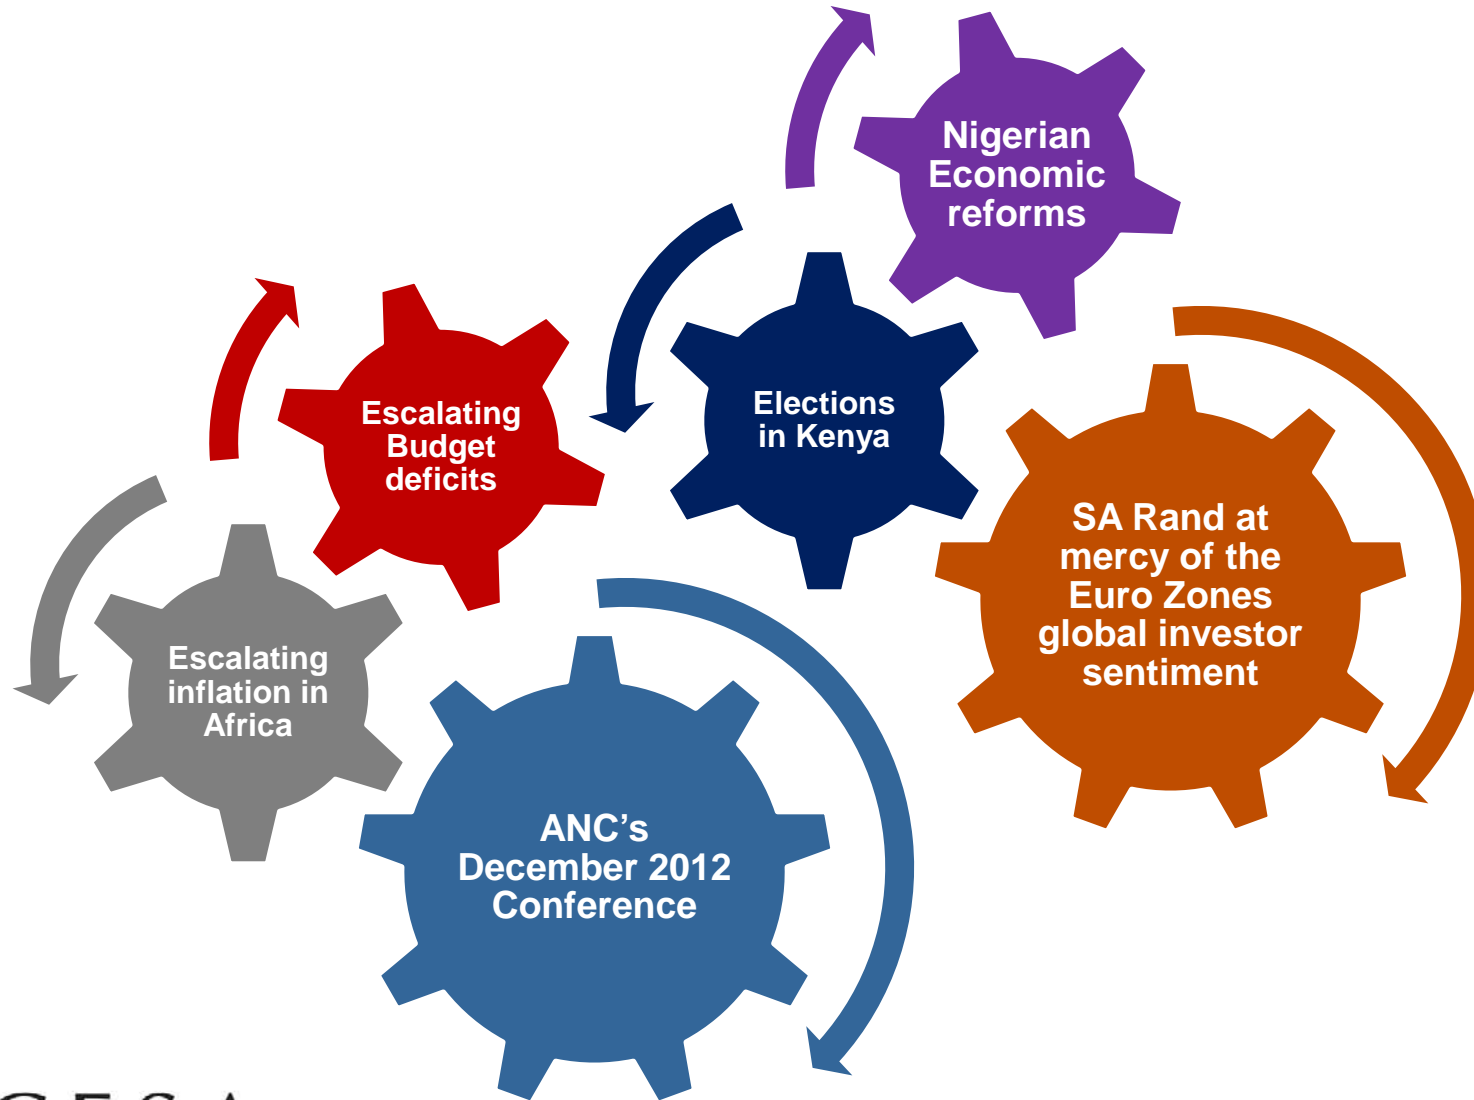 Nigerian
Economic
reforms
Escalating
Budget
deficits
Elections
in Kenya
SA Rand at
mercy of the
Euro Zones
global investor
sentiment
Escalating
inflation in
Africa
ANC’s
December 2012
Conference